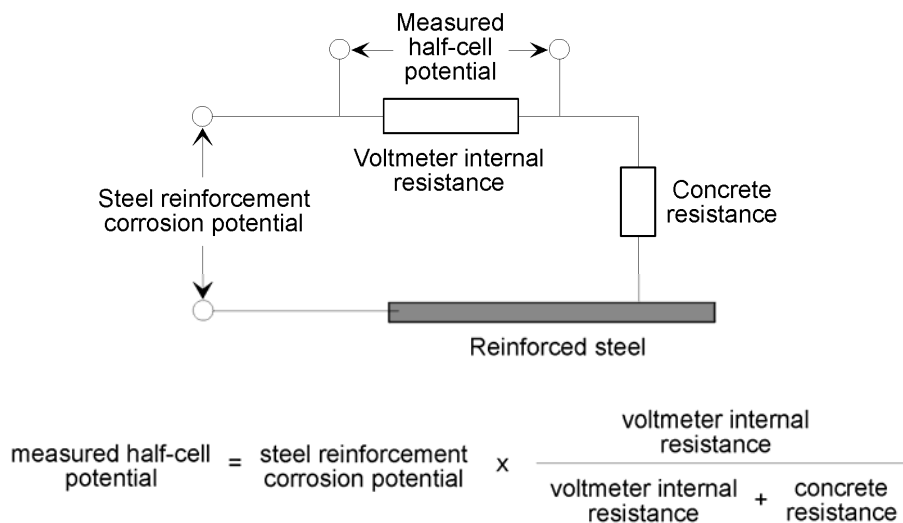 Measured
half-cell
potential
Voltmeter internal
resistance
Steel reinforcement
corrosion potential
Concrete
resistance
Reinforced steel
measured half-cell
potential
=
steel reinforcement
corrosion potential
x
voltmeter internal
resistance
voltmeter internal
resistance
+
concrete
resistance